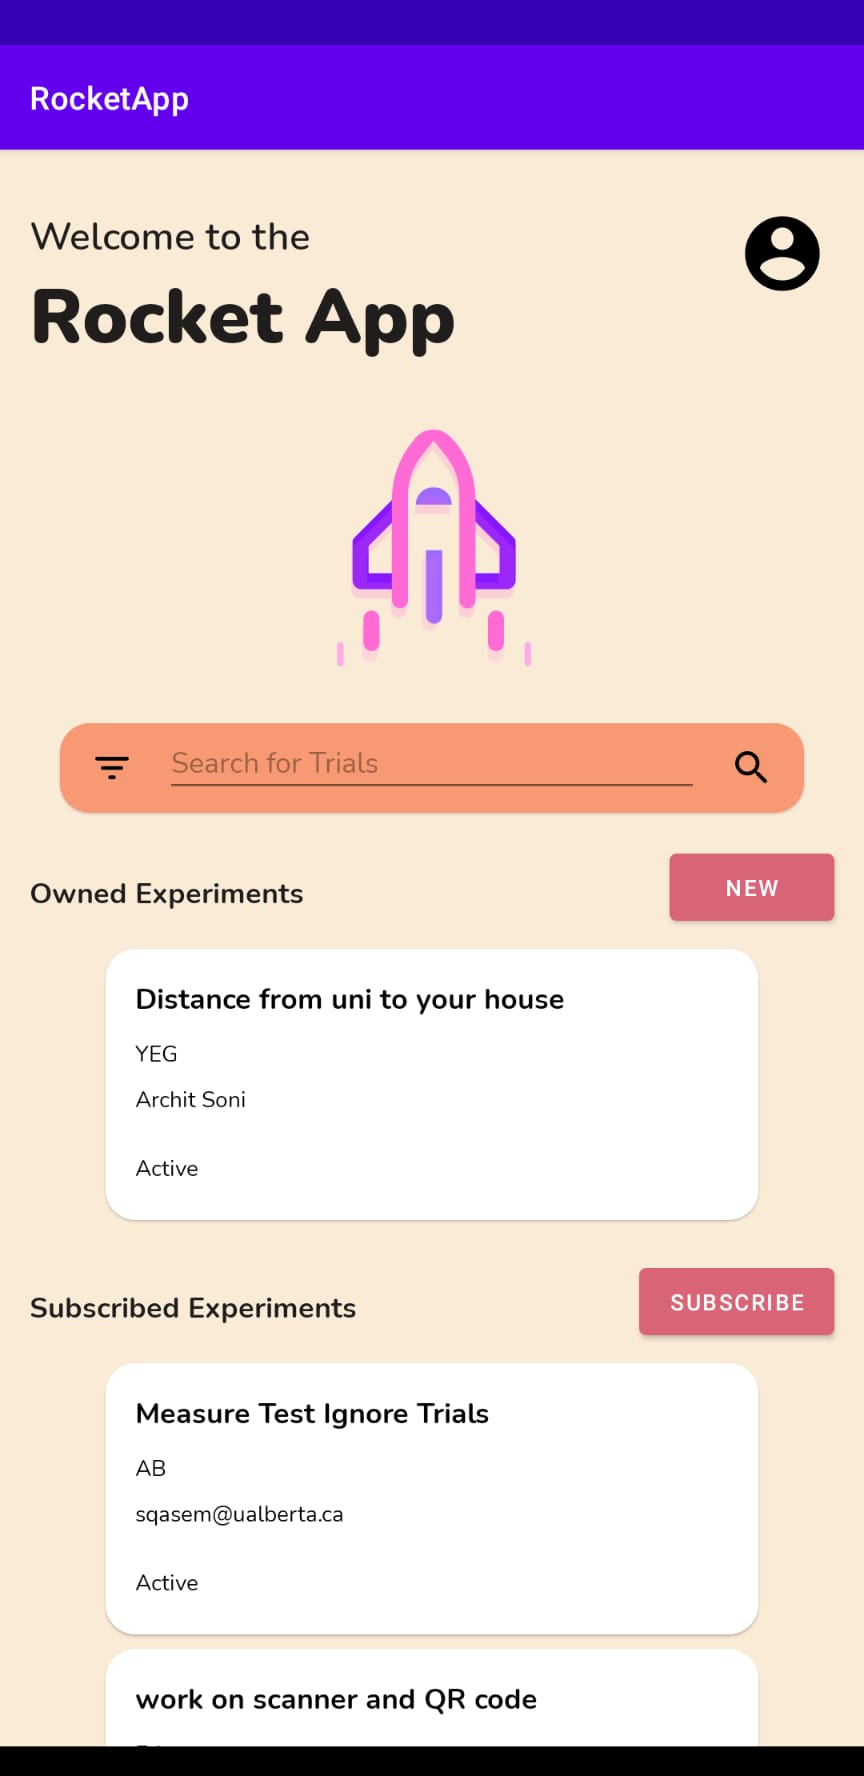 RocketApp
Welcome to the
Rocket App
Search for Trials
Owned Experiments
NEW
Distance from uni to your house
YEG
Archit Soni
Active
Subscribed Experiments
SUBSCRIBE
Measure Test Ignore Trials
AB
sqasem@ualberta.ca
Active
work on scanner and QR code